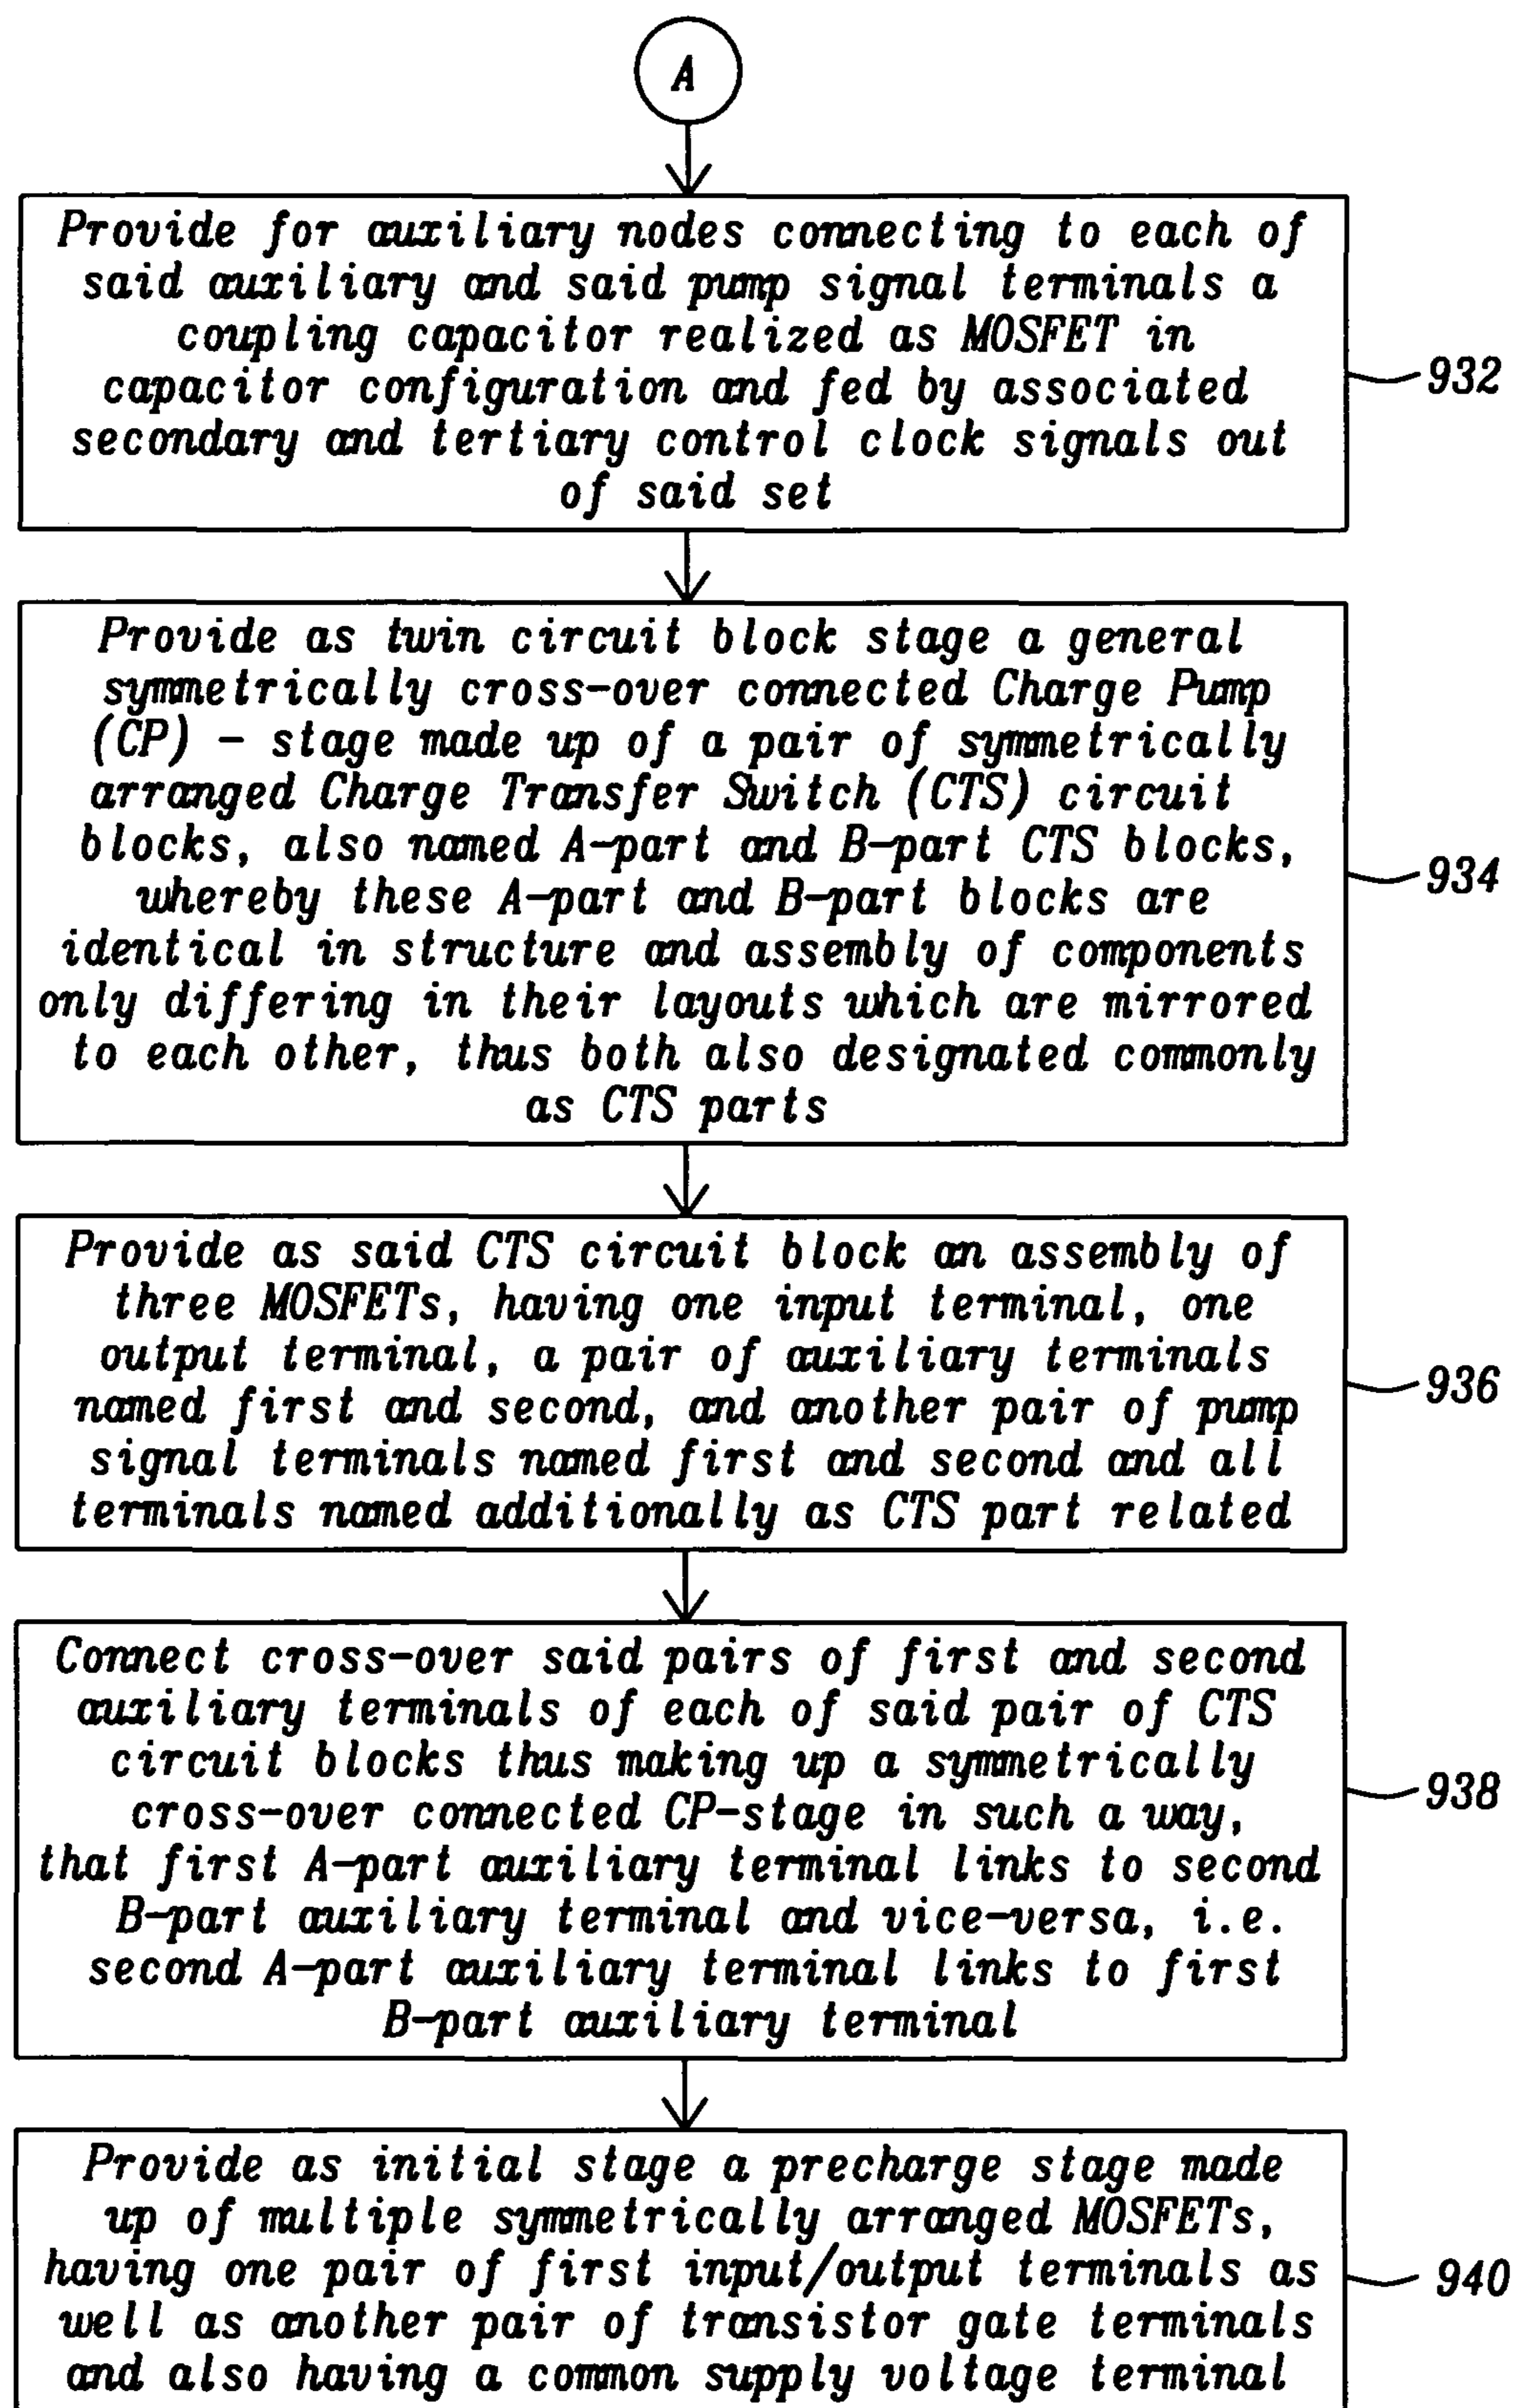 A
Provide for auxiliary nodes connecting to each of
said auxiliary and said pump signal terminals a
coupling capacitor realized as MOSFET in
capacitor configuration and fed by associated
secondary and tertiary control clock signals out
of said set
932
Provide as twin circuit block stage a general
symmetrically cross-over connected Charge Pump
(CP) - stage made up of a pair of symmetrically
arranged Charge Transfer Switch (CTS) circuit
blocks, also named A-part and B-part CTS blocks,
whereby these A-part and B-part blocks are
identical in structure and assembly of components
only differing in their layouts which are mirrored
to each other, thus both also designated commonly
as CTS parts
934
Provide as said CTS circuit block an assembly of
three MOSFETs, having one input terminal, one
output terminal, a pair of auxiliary terminals
named first and second, and another pair of pump
signal terminals named first and second and all
terminals named additionally as CTS part related
936
Connect cross-over said pairs of first and second
auxiliary terminals of each of said pair of CTS
circuit blocks thus making up a symmetrically
cross-over connected CP-stage in such a way,
that first A-part auxiliary terminal links to second
B-part auxiliary terminal and vice-versa, i.e.
second A-part auxiliary terminal links to first
B-part auxiliary terminal
938
Provide as initial stage a precharge stage made
up of multiple symmetrically arranged MOSFETs,
having one pair of first input/output terminals as
well as another pair of transistor gate terminals
and also having a common supply voltage terminal
940